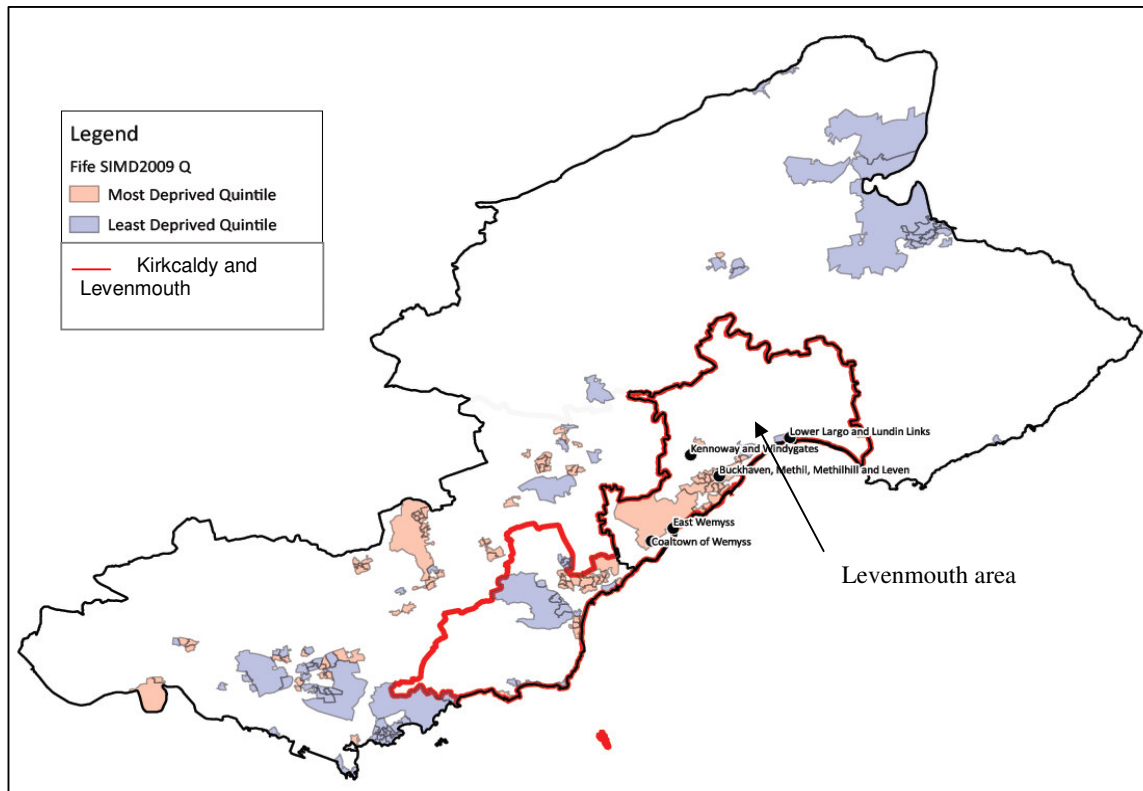 Legend
Fife SIMD2009 Q
Most Deprived Quintile
Least Deprived Quintile
Kirkcaldy and
Levenmouth
Lower Largo and Lundin Links
Kennoway and Windygates
Buckhaven, Methil, Methilhill and Leven
East Wemyss
Coaltown of Wemyss
Levenmouth area